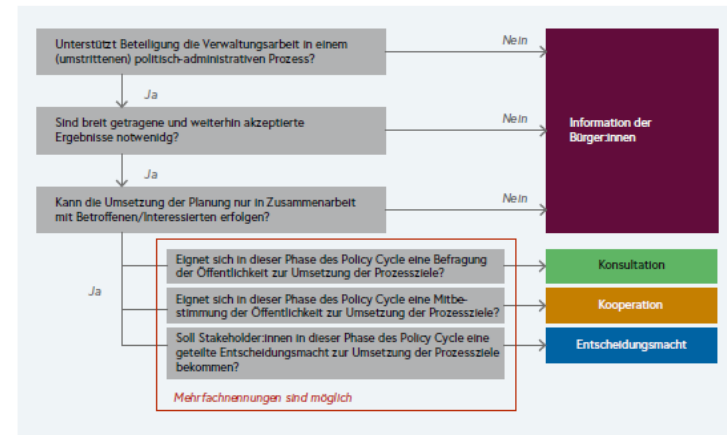 Unterstützt Beteiligung die Verwaltungsarbeit in einem
(umstrittenen) politisch-administrativen Prozess?
Nein
Ja
Sind breit getragene und weiterhin akzeptierte
Ergebnisse notwenidg?
Nein
Information der
Bürger:innen
Ja
Kann die Umsetzung der Planung nur in Zusammenarbeit
mit Betroffenen/Interessierten erfolgen?
Nein
Ja
Eignet sich in dieser Phase des Policy Cycle eine Befragung
der Öffentlichkeit zur Umsetzung der Prozessziele?
Konsultation
Eignet sich in dieser Phase des Policy Cycle eine Mitbe-
stimmung der Öffentlichkeit zur Umsetzung der Prozessziele?
Kooperation
Soll Stakeholder:innen in dieser Phase des Policy Cycle eine
geteilte Entscheidungsmacht zur Umsetzung der Prozessziele
bekommen?
Entscheidungsmacht
Mehrfachnennungen sind möglich